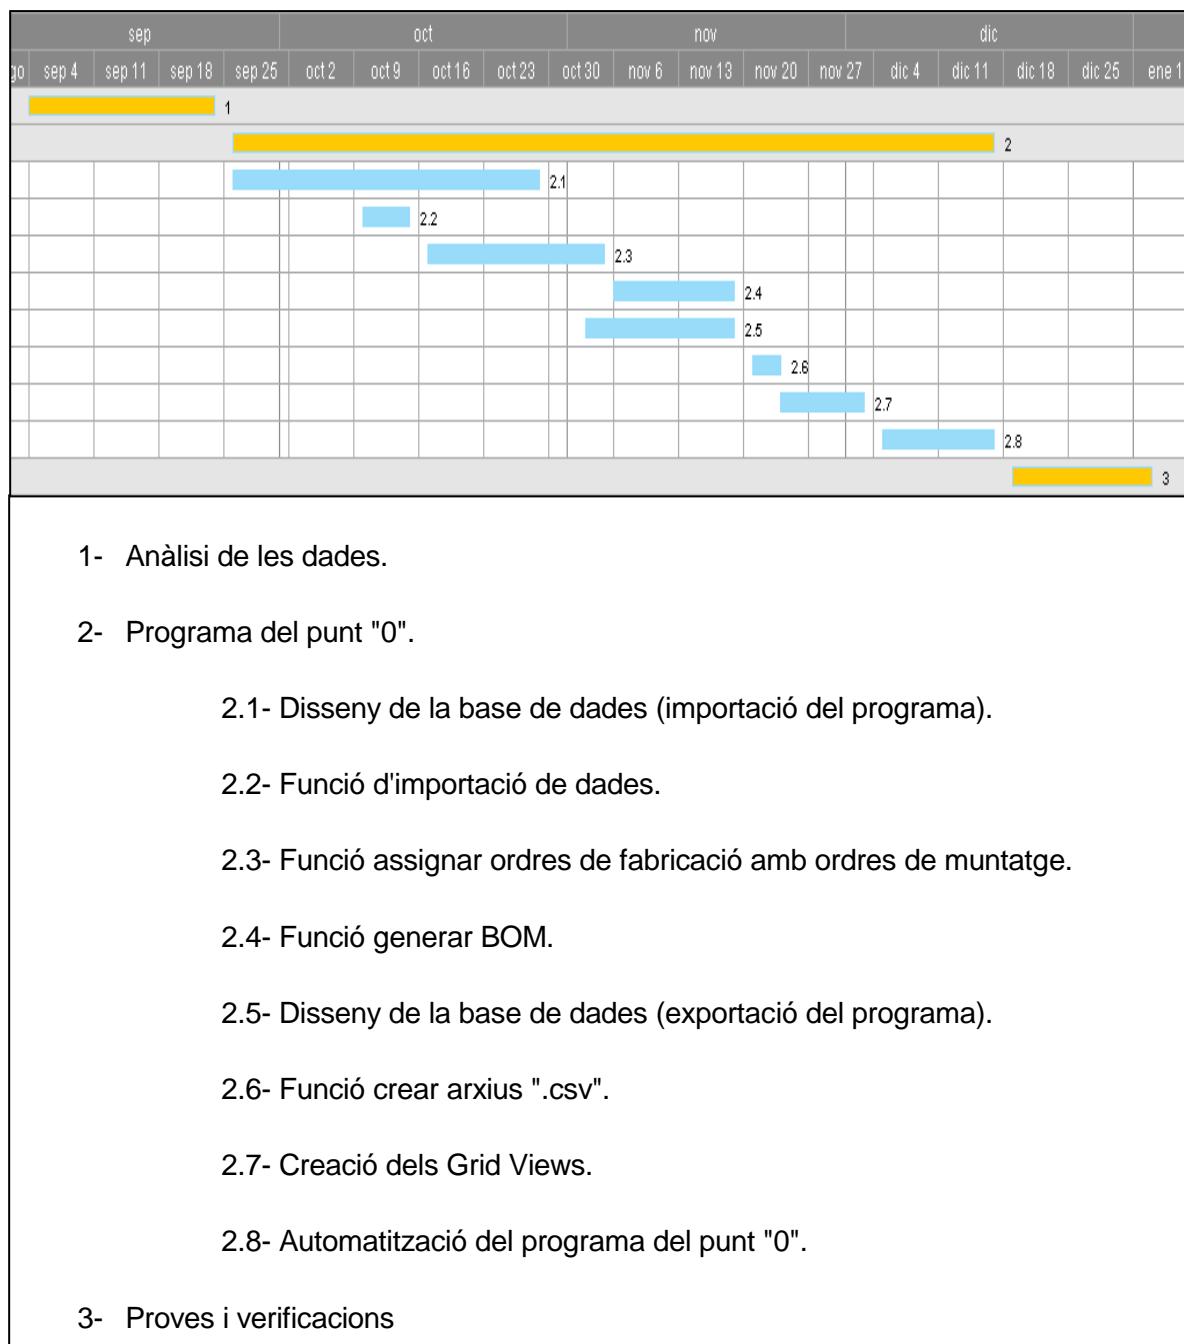 sep oct nov dic
go sep 4 sep 11 sep 18 sep 25 oct 2 oct 9 oct 16 oct 23 oct 30 nov 6 nov 13 nov 20 nov 27 dic 4 dic 11 dic 18 dic 25 ene 1
1
2
2.1
2.2
2.3
2.4
2.5
2.6
2.7
2.8
3
1- Anàlisi de les dades.
2- Programa del punt "0".
2.1- Disseny de la base de dades (importació del programa).
2.2- Funció d'importació de dades.
2.3- Funció assignar ordres de fabricació amb ordres de muntatge.
2.4- Funció generar BOM.
2.5- Disseny de la base de dades (exportació del programa).
2.6- Funció crear arxius ".csv".
2.7- Creació dels Grid Views.
2.8- Automatització del programa del punt "0".
3- Proves i verificacions